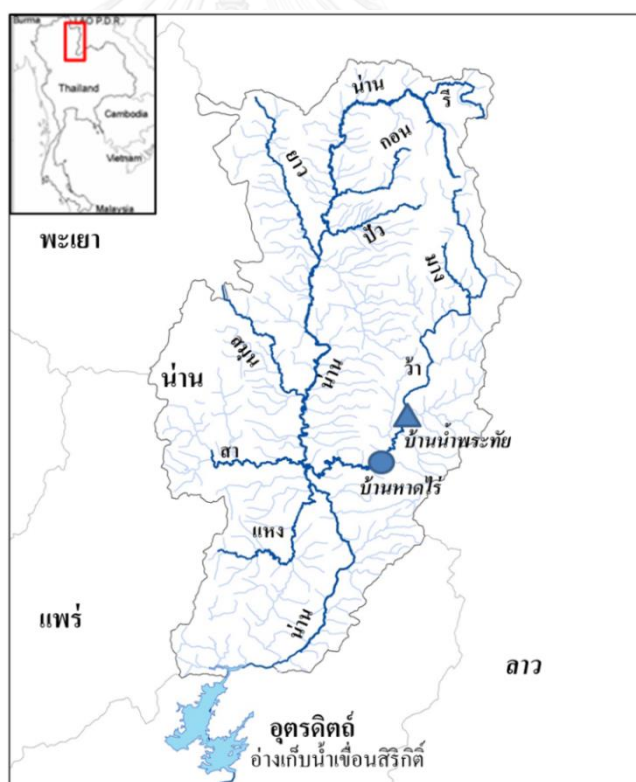 Burma
LAO P.D.R.
Thailand
Cambodia
Vietnam
Malaysia
พะเยา
น่าน
รี
กอน
ยาว
ปัว
มาง
สมุน
น่าน
ว้า
น่าน
บ้านน้ำพระทัย
สา
บ้านหาดไร่
แหง
แพร่
น่าน
ลาว
อุตรดิตถ์
อ่างเก็บน้ำเขื่อนสิริกิติ์